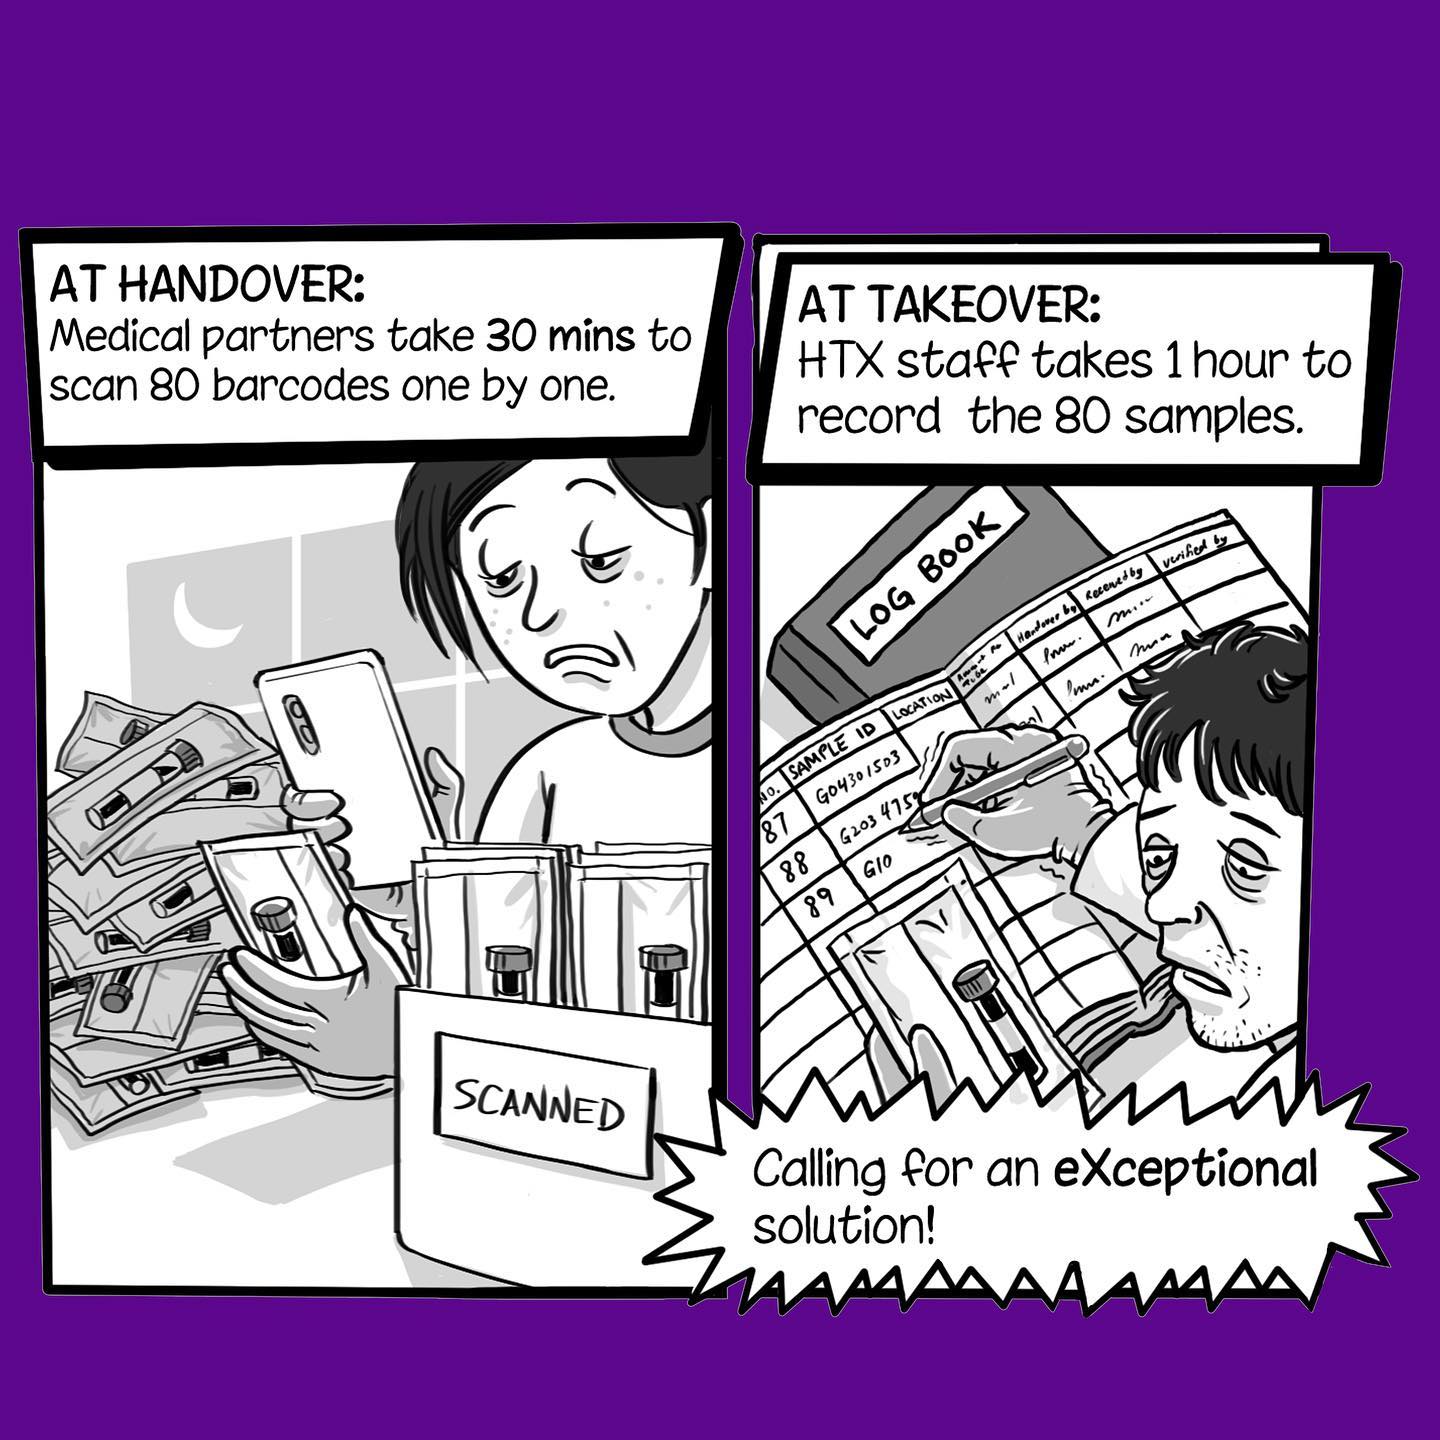 AT HANDOVER:
Medical partners take 30 mins to
scan 80 barcodes one by one.
SCANNED
AT TAKEOVER:
HTX staff takes 1 hour to
record the 80 samples.
LOG BOOK
NO. SAMPLE ID LOCATION Handover by Received by Verified by
87 G04301503
88 G203475
89 G10
Calling for an eXceptional
solution!